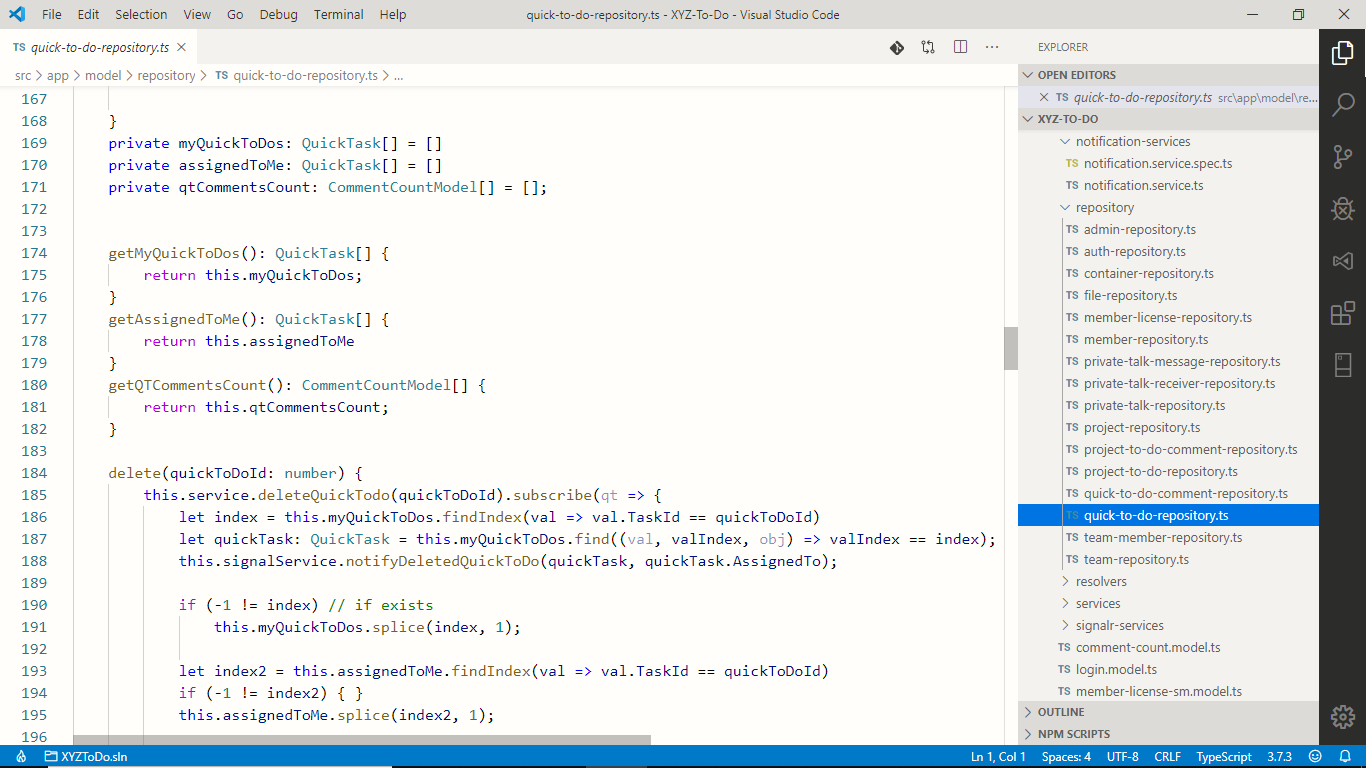 File Edit Selection View Go Debug Terminal Help quick-to-do-repository.ts - XYZ-To-Do - Visual Studio Code
TS quick-to-do-repository.ts
src > app > model > repository > TS quick-to-do-repository.ts > ...
167
168 }
169 private myQuickToDos: QuickTask[] = []
170 private assignedToMe: QuickTask[] = []
171 private qtCommentsCount: CommentCountModel[] = [];
172
173
174 getMyQuickToDos(): QuickTask[] {
175 return this.myQuickToDos;
176 }
177 getAssignedToMe(): QuickTask[] {
178 return this.assignedToMe
179 }
180 getQTCommentsCount(): CommentCountModel[] {
181 return this.qtCommentsCount;
182 }
183
184 delete(quickToDoId: number) {
185 this.service.deleteQuickTodo(quickToDoId).subscribe(qt => {
186 let index = this.myQuickToDos.findIndex(val => val.TaskId == quickToDoId)
187 let quickTask: QuickTask = this.myQuickToDos.find((val, valIndex, obj) => valIndex == index);
188 this.signalService.notifyDeletedQuickToDo(quickTask, quickTask.AssignedTo);
189
190 if (-1 != index) // if exists
191 this.myQuickToDos.splice(index, 1);
192
193 let index2 = this.assignedToMe.findIndex(val => val.TaskId == quickToDoId)
194 if (-1 != index2) { }
195 this.assignedToMe.splice(index2, 1);
196
EXPLORER
OPEN EDITORS
TS quick-to-do-repository.ts src\app\model\re...
XYZ-TO-DO
notification-services
TS notification.service.spec.ts
TS notification.service.ts
repository
TS admin-repository.ts
TS auth-repository.ts
TS container-repository.ts
TS file-repository.ts
TS member-license-repository.ts
TS member-repository.ts
TS private-talk-message-repository.ts
TS private-talk-receiver-repository.ts
TS private-talk-repository.ts
TS project-repository.ts
TS project-to-do-comment-repository.ts
TS project-to-do-repository.ts
TS quick-to-do-comment-repository.ts
TS quick-to-do-repository.ts
TS team-member-repository.ts
TS team-repository.ts
resolvers
services
signalr-services
TS comment-count.model.ts
TS login.model.ts
TS member-license-sm.model.ts
OUTLINE
NPM SCRIPTS
XYZToDo.sln Ln 1, Col 1 Spaces: 4 UTF-8 CRLF TypeScript 3.7.3